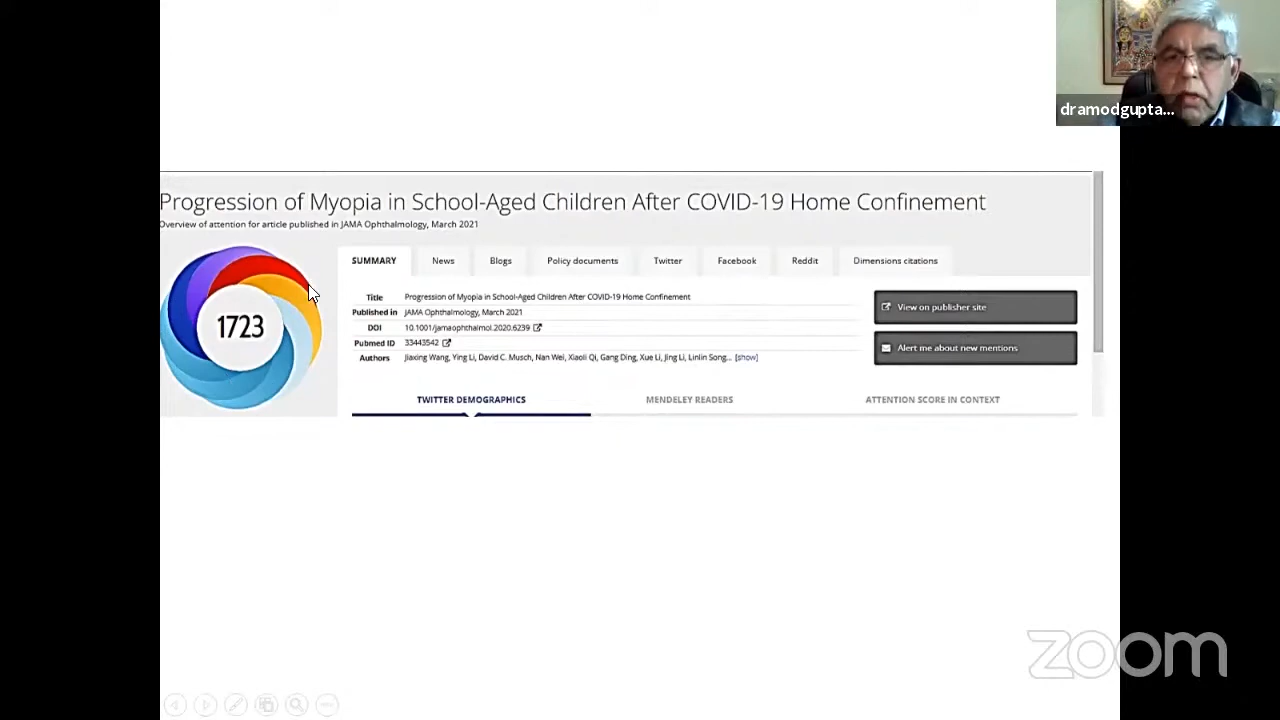 dramodgupta...
Progression of Myopia in School-Aged Children After COVID-19 Home Confinement
Overview of attention for article published in JAMA Ophthalmology, March 2021
1723
SUMMARY News Blogs Policy documents Twitter Facebook Reddit Dimensions citations
Title Progression of Myopia in School-Aged Children After COVID-19 Home Confinement
Published in JAMA Ophthalmology, March 2021
DOI 10.1001/jamaophthalmol.2020.6239
Pubmed ID 33443542
Authors Jiaxing Wang, Ying Li, David C. Musch, Nan Wei, Xiaoli Qi, Gang Ding, Xue Li, Jing Li, Linlin Song... [show]
View on publisher site
Alert me about new mentions
TWITTER DEMOGRAPHICS MENDELEY READERS ATTENTION SCORE IN CONTEXT
zoom